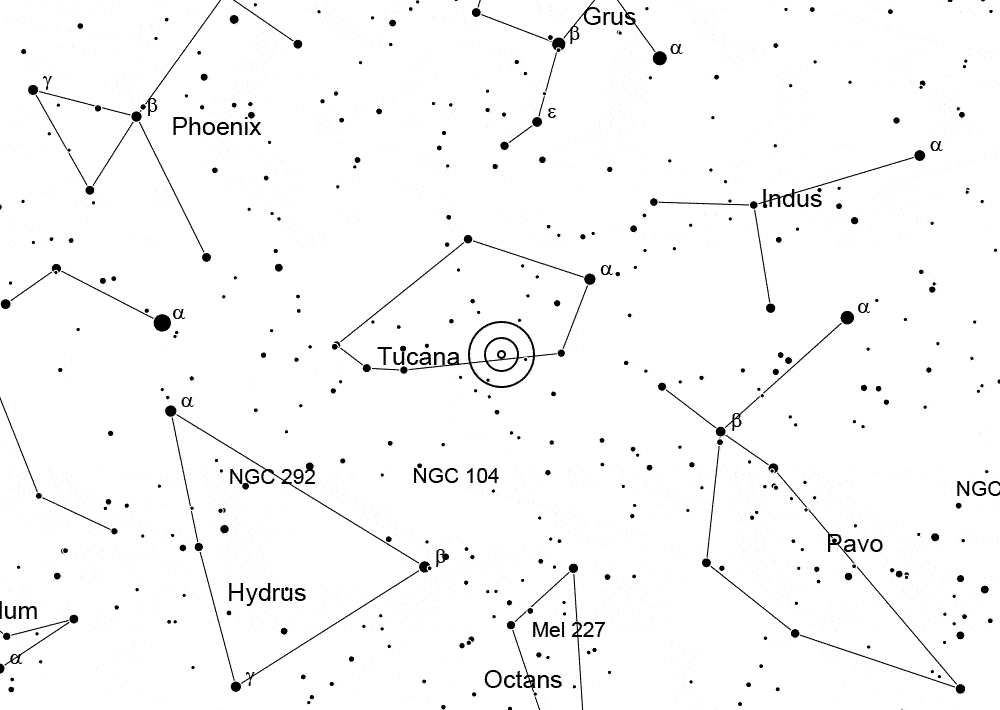 Grus
β
α
γ
β
Phoenix
ε
α
Indus
α
α
α
Tucana
α
β
NGC 292
NGC 104
NGC
Pavo
β
Hydrus
lum
Mel 227
α
γ
Octans